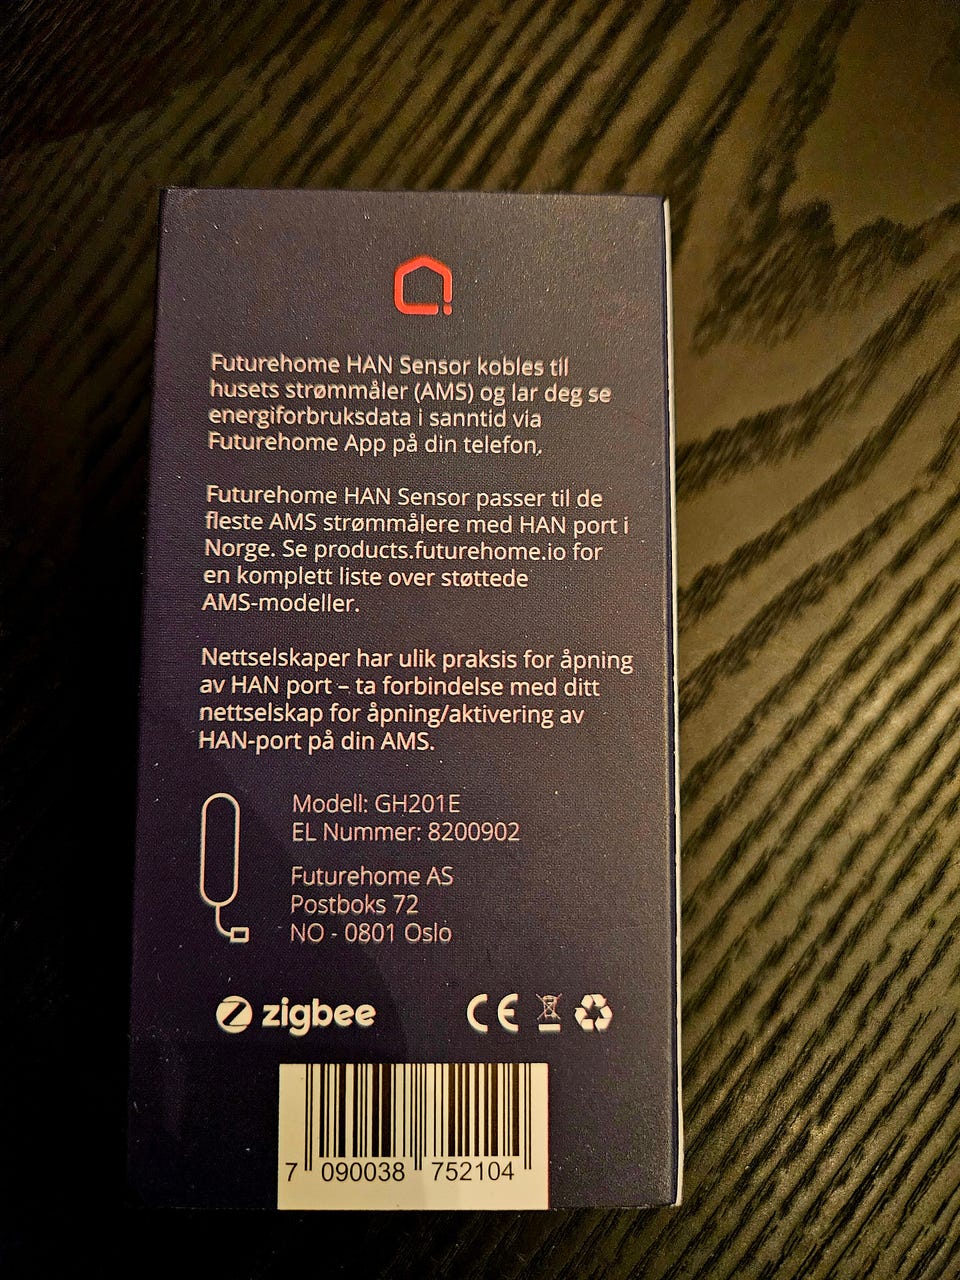 Futurehome HAN Sensor kobles til
husets strømmåler (AMS) og lar deg se
energiforbruksdata i sanntid via
Futurehome App på din telefon.
Futurehome HAN Sensor passer til de
fleste AMS strømmålere med HAN port i
Norge. Se products.futurehome.io for
en komplett liste over støttede
AMS-modeller.
Nettselskaper har ulik praksis for åpning
av HAN port – ta forbindelse med ditt
nettselskap for åpning/aktivering av
HAN-port på din AMS.
Modell: GH201E
EL Nummer: 8200902
Futurehome AS
Postboks 72
NO - 0801 Oslo
zigbee CE
7 090038 752104